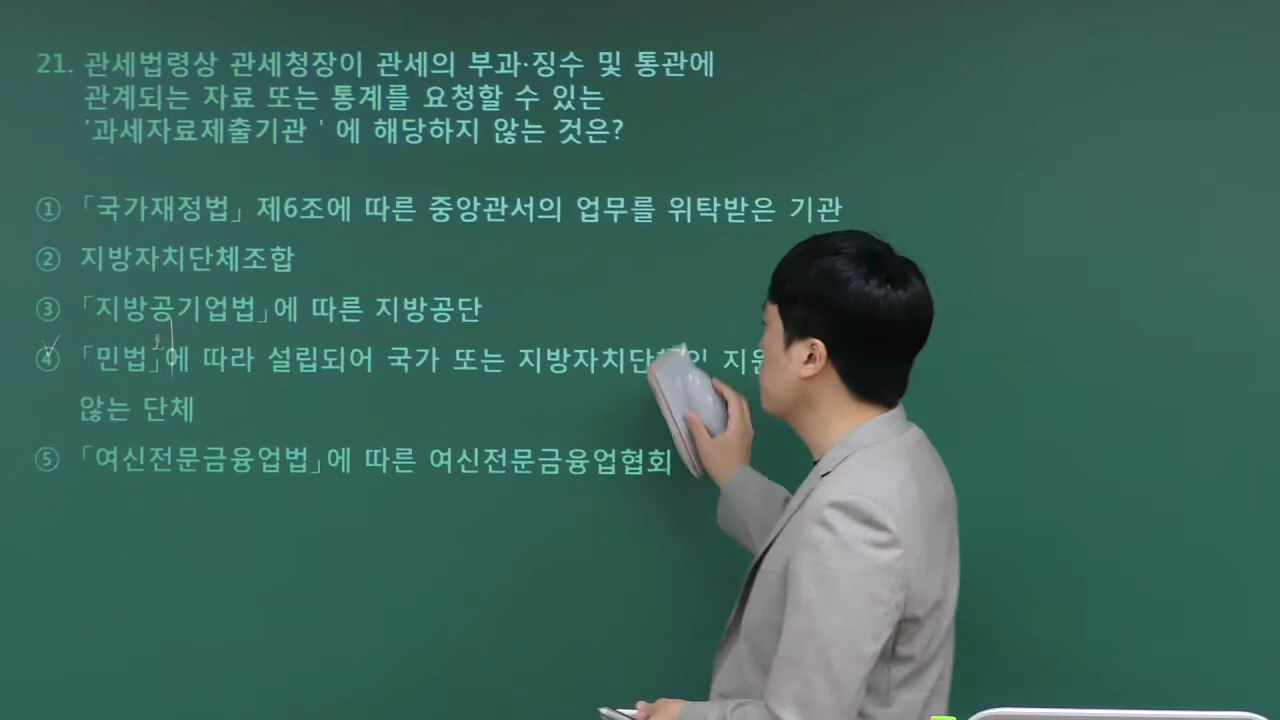 21. 관세법령상 관세청장이 관세의 부과·징수 및 통관에
관계되는 자료 또는 통계를 요청할 수 있는
'과세자료제출기관 ' 에 해당하지 않는 것은?
① 「국가재정법」 제6조에 따른 중앙관서의 업무를 위탁받은 기관
② 지방자치단체조합
③ 「지방공기업법」에 따른 지방공단
④ 「민법」에 따라 설립되어 국가 또는 지방자치단
않는 단체
⑤ 「여신전문금융업법」에 따른 여신전문금융업협회